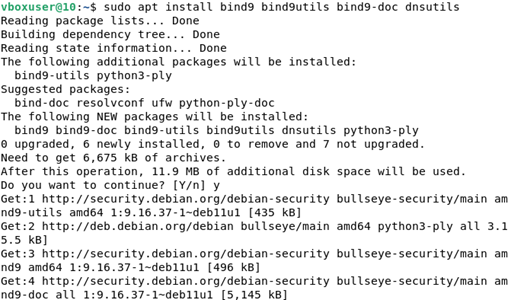 vboxuser@10:~$ sudo apt install bind9 bind9utils bind9-doc dnsutils
Reading package lists... Done
Building dependency tree... Done
Reading state information... Done
The following additional packages will be installed:
  bind9-utils python3-ply
Suggested packages:
  bind-doc resolvconf ufw python-ply-doc
The following NEW packages will be installed:
  bind9 bind9-doc bind9-utils bind9utils dnsutils python3-ply
0 upgraded, 6 newly installed, 0 to remove and 7 not upgraded.
Need to get 6,675 kB of archives.
After this operation, 11.9 MB of additional disk space will be used.
Do you want to continue? [Y/n] y
Get:1 http://security.debian.org/debian-security bullseye-security/main am
nd9-utils amd64 1:9.16.37-1~deb11u1 [435 kB]
Get:2 http://deb.debian.org/debian bullseye/main amd64 python3-ply all 3.1
5.5 kB]
Get:3 http://security.debian.org/debian-security bullseye-security/main am
nd9 amd64 1:9.16.37-1~deb11u1 [496 kB]
Get:4 http://security.debian.org/debian-security bullseye-security/main am
nd9-doc all 1:9.16.37-1~deb11u1 [5,145 kB]